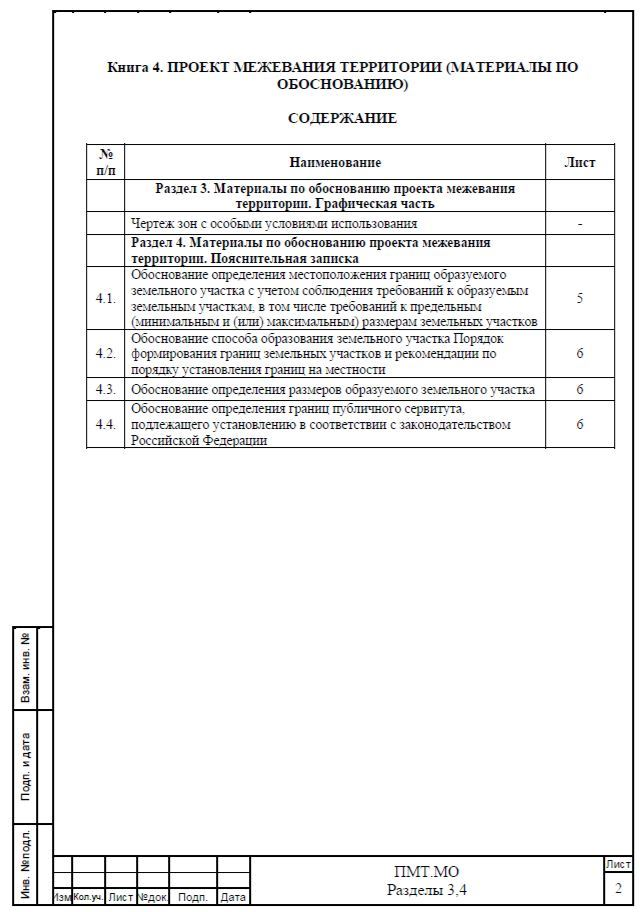 Книга 4. ПРОЕКТ МЕЖЕВАНИЯ ТЕРРИТОРИИ (МАТЕРИАЛЫ ПО
ОБОСНОВАНИЮ)
СОДЕРЖАНИЕ
№
п/п
Наименование
Лист
Раздел 3. Материалы по обоснованию проекта межевания
территории. Графическая часть
Чертеж зон с особыми условиями использования
-
Раздел 4. Материалы по обоснованию проекта межевания
территории. Пояснительная записка
4.1.
Обоснование определения местоположения границ образуемого
земельного участка с учетом соблюдения требований к образуемым
земельным участкам, в том числе требований к предельным
(минимальным и (или) максимальным) размерам земельных участков
5
4.2.
Обоснование способа образования земельного участка Порядок
формирования границ земельных участков и рекомендации по
порядку установления границ на местности
6
4.3.
Обоснование определения размеров образуемого земельного участка
6
4.4.
Обоснование определения границ публичного сервитута,
подлежащего установлению в соответствии с законодательством
Российской Федерации
6
Взам. инв. №
Подп. и дата
Инв. №подл.
Изм
Кол.уч.
Лист
№док
Подп.
Дата
ПМТ.МО
Разделы 3,4
Лист
2